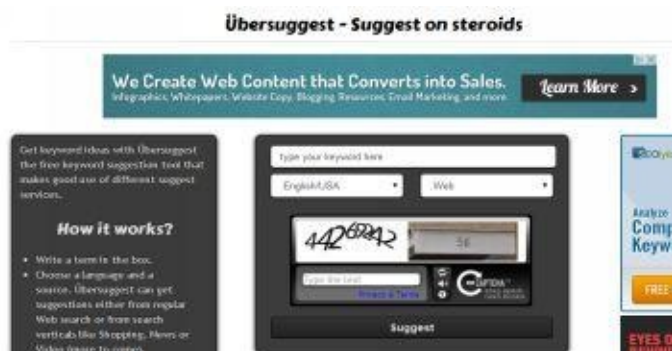 Übersuggest - Suggest on steroids
We Create Web Content that Converts into Sales.
Infographics, Whitepapers, Website Copy, Blogging, Resources, Email Marketing, and more.
Learn More >
Get keyword ideas with Übersuggest
the free keyword suggestion tool that
makes good use of different suggest
services.
How it works?
Write a term in the box.
Choose a language and a
source. Übersuggest can get
suggestions either from regular
Web search or from search
verticals like Shopping, News or
type your keyword here
English/USA
Web
Type the text
Privacy & Terms
Suggest
Analyze
Comp
Keyw
FREE